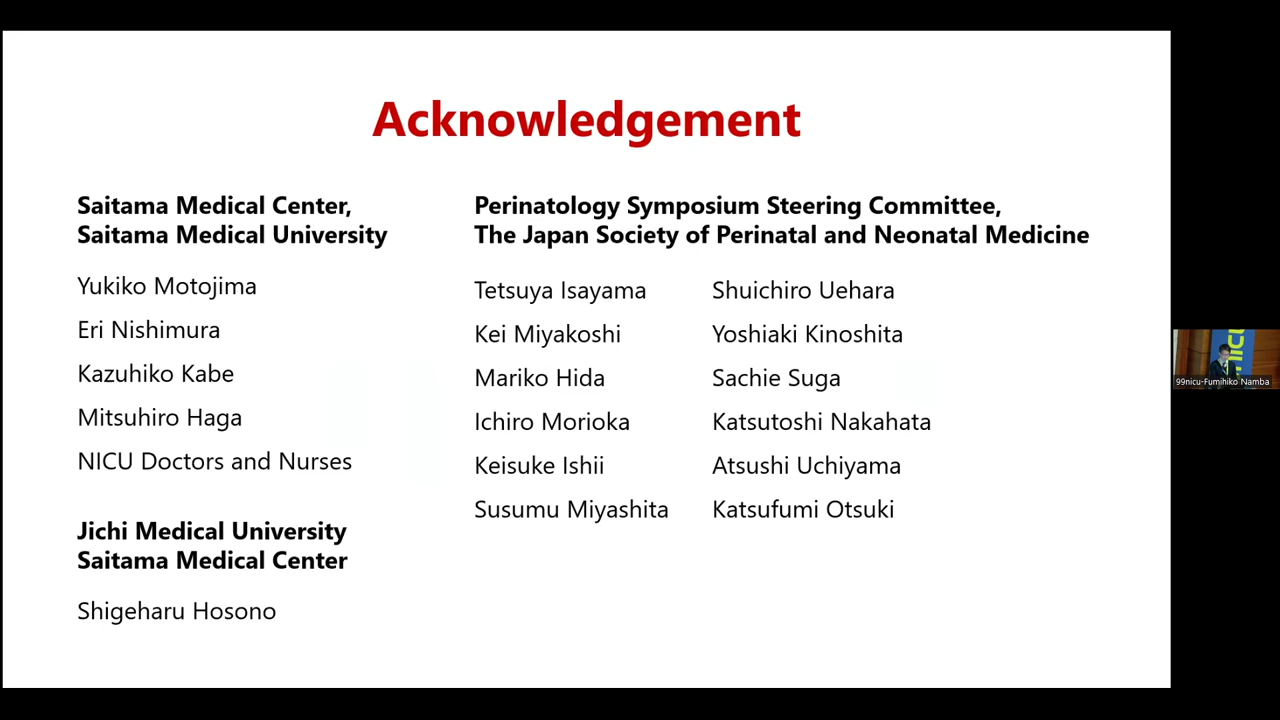 Acknowledgement
Saitama Medical Center,
Saitama Medical University
Yukiko Motojima
Eri Nishimura
Kazuhiko Kabe
Mitsuhiro Haga
NICU Doctors and Nurses
Jichi Medical University
Saitama Medical Center
Shigeharu Hosono
Perinatology Symposium Steering Committee,
The Japan Society of Perinatal and Neonatal Medicine
Tetsuya Isayama
Kei Miyakoshi
Mariko Hida
Ichiro Morioka
Keisuke Ishii
Susumu Miyashita
Shuichiro Uehara
Yoshiaki Kinoshita
Sachie Suga
Katsutoshi Nakahata
Atsushi Uchiyama
Katsufumi Otsuki
nicu
99nicu-Fumihiko Namba